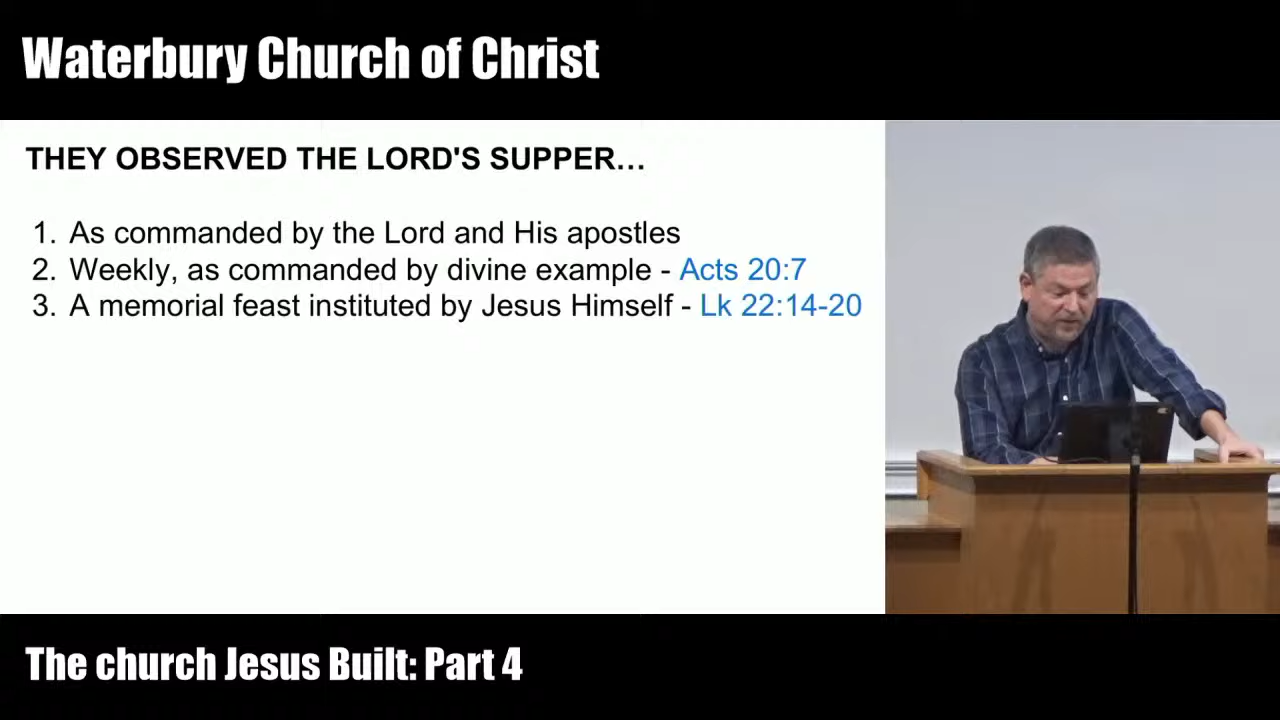 Waterbury Church of Christ
THEY OBSERVED THE LORD'S SUPPER…
1. As commanded by the Lord and His apostles
2. Weekly, as commanded by divine example - Acts 20:7
3. A memorial feast instituted by Jesus Himself - Lk 22:14-20
The church Jesus Built: Part 4